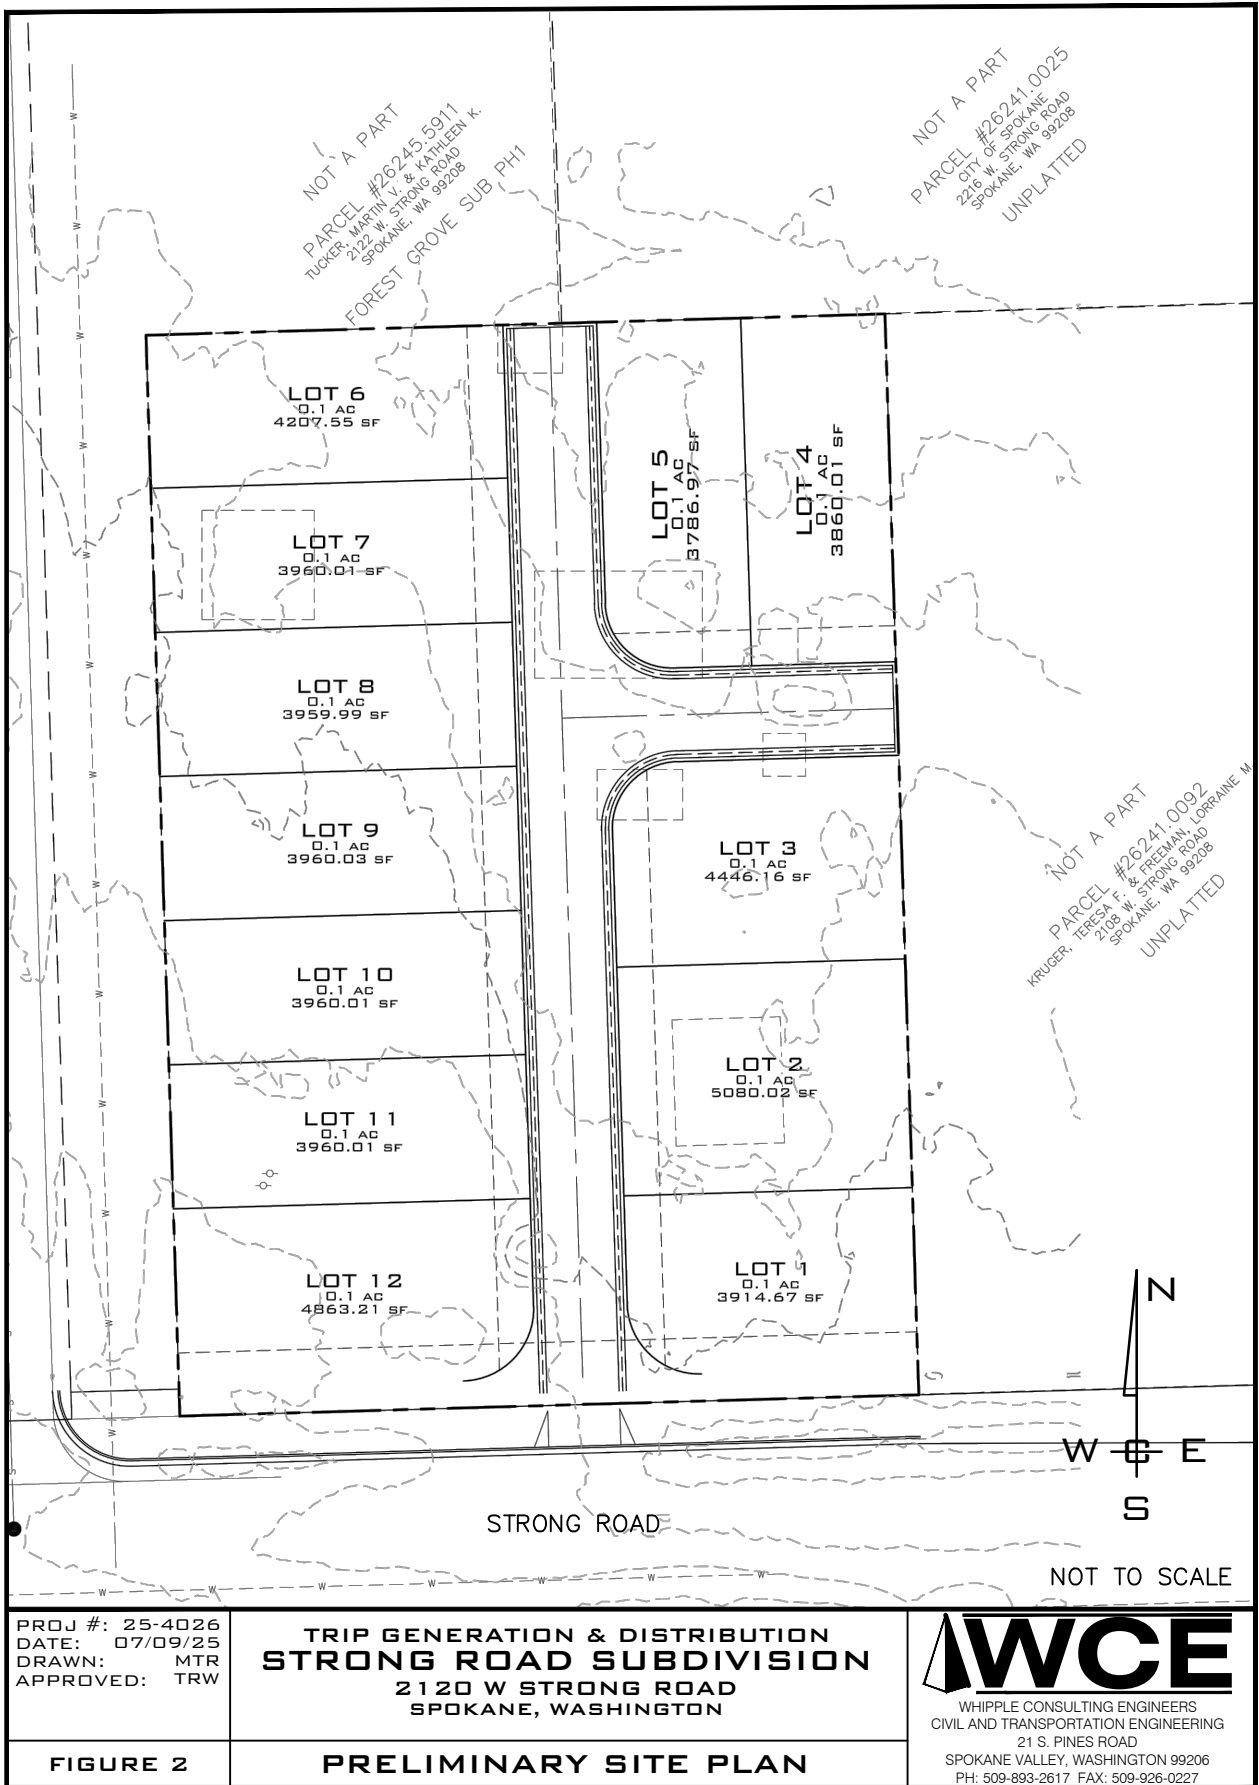 NOT A PART
PARCEL #26245.5911
TUCKER, MARTIN V. & KATHLEEN K.
2122 W. STRONG ROAD
SPOKANE, WA 99208
FOREST GROVE SUB PH1
NOT A PART
PARCEL #26241.0025
CITY OF SPOKANE
2216 W. STRONG ROAD
SPOKANE, WA 99208
UNPLATTED
LOT 6
0.1 AC
4207.55 SF
LOT 5
0.1 AC
3786.97 SF
LOT 4
0.1 AC
3860.01 SF
LOT 7
0.1 AC
3960.01 SF
LOT 8
0.1 AC
3959.99 SF
LOT 9
0.1 AC
3960.03 SF
LOT 3
0.1 AC
4446.16 SF
NOT A PART
PARCEL #26241.0092
KRUGER, TERESA F. & FREEMAN, LORRAINE M
2108 W. STRONG ROAD
SPOKANE, WA 99208
UNPLATTED
LOT 10
0.1 AC
3960.01 SF
LOT 2
0.1 AC
5080.02 SF
LOT 11
0.1 AC
3960.01 SF
LOT 12
0.1 AC
4863.21 SF
LOT 1
0.1 AC
3914.67 SF
N
W C E
S
STRONG ROAD
NOT TO SCALE
PROJ #: 25-4026
DATE: 07/09/25
DRAWN: MTR
APPROVED: TRW
FIGURE 2
TRIP GENERATION & DISTRIBUTION
STRONG ROAD SUBDIVISION
2120 W STRONG ROAD
SPOKANE, WASHINGTON
PRELIMINARY SITE PLAN
WCE
WHIPPLE CONSULTING ENGINEERS
CIVIL AND TRANSPORTATION ENGINEERING
21 S. PINES ROAD
SPOKANE VALLEY, WASHINGTON 99206
PH: 509-893-2617 FAX: 509-926-0227